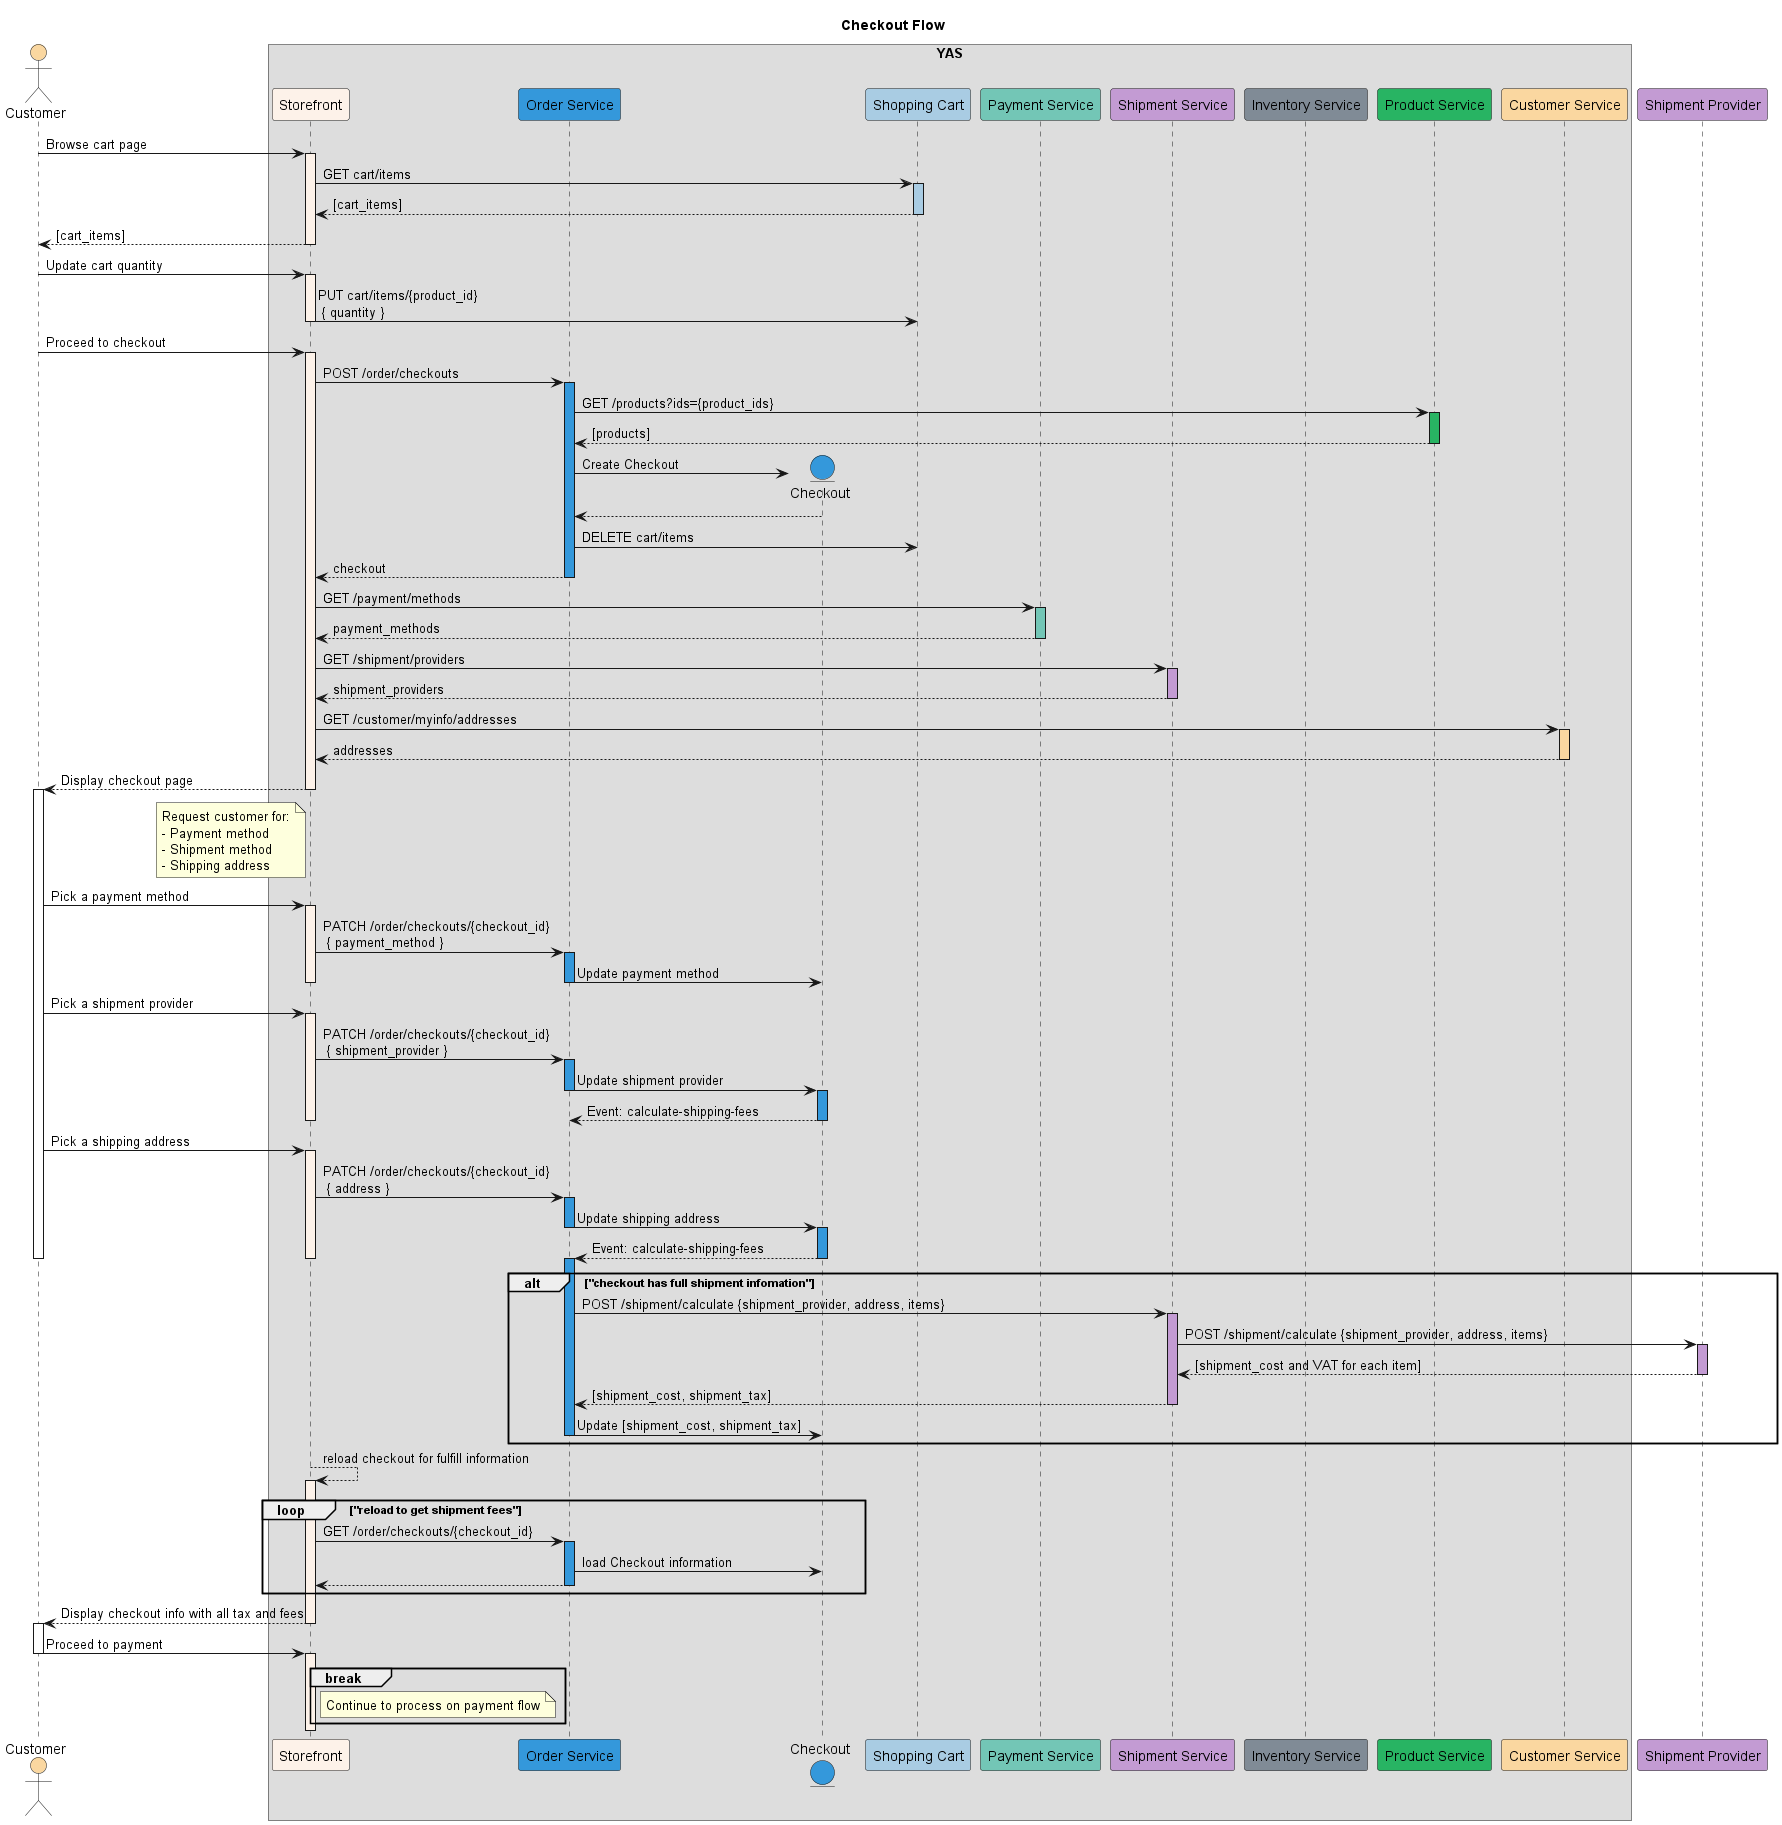 Checkout Flow
YAS
Customer
Storefront
Order Service
Shopping Cart
Payment Service
Shipment Service
Inventory Service
Product Service
Customer Service
Shipment Provider
Browse cart page
GET cart/items
[cart_items]
[cart_items]
Update cart quantity
PUT cart/items/{product_id}
{ quantity }
Proceed to checkout
POST /order/checkouts
GET /products?ids={product_ids}
[products]
Create Checkout
Checkout
DELETE cart/items
checkout
GET /payment/methods
payment_methods
GET /shipment/providers
shipment_providers
GET /customer/myinfo/addresses
addresses
Display checkout page
Request customer for:
- Payment method
- Shipment method
- Shipping address
Pick a payment method
PATCH /order/checkouts/{checkout_id}
{ payment_method }
Update payment method
Pick a shipment provider
PATCH /order/checkouts/{checkout_id}
{ shipment_provider }
Update shipment provider
Event: calculate-shipping-fees
Pick a shipping address
PATCH /order/checkouts/{checkout_id}
{ address }
Update shipping address
Event: calculate-shipping-fees
alt
["checkout has full shipment infomation"]
POST /shipment/calculate {shipment_provider, address, items}
POST /shipment/calculate {shipment_provider, address, items}
[shipment_cost and VAT for each item]
[shipment_cost, shipment_tax]
Update [shipment_cost, shipment_tax]
reload checkout for fulfill information
loop
["reload to get shipment fees"]
GET /order/checkouts/{checkout_id}
load Checkout information
Display checkout info with all tax and fees
Proceed to payment
break
Continue to process on payment flow
Customer
Storefront
Order Service
Checkout
Shopping Cart
Payment Service
Shipment Service
Inventory Service
Product Service
Customer Service
Shipment Provider